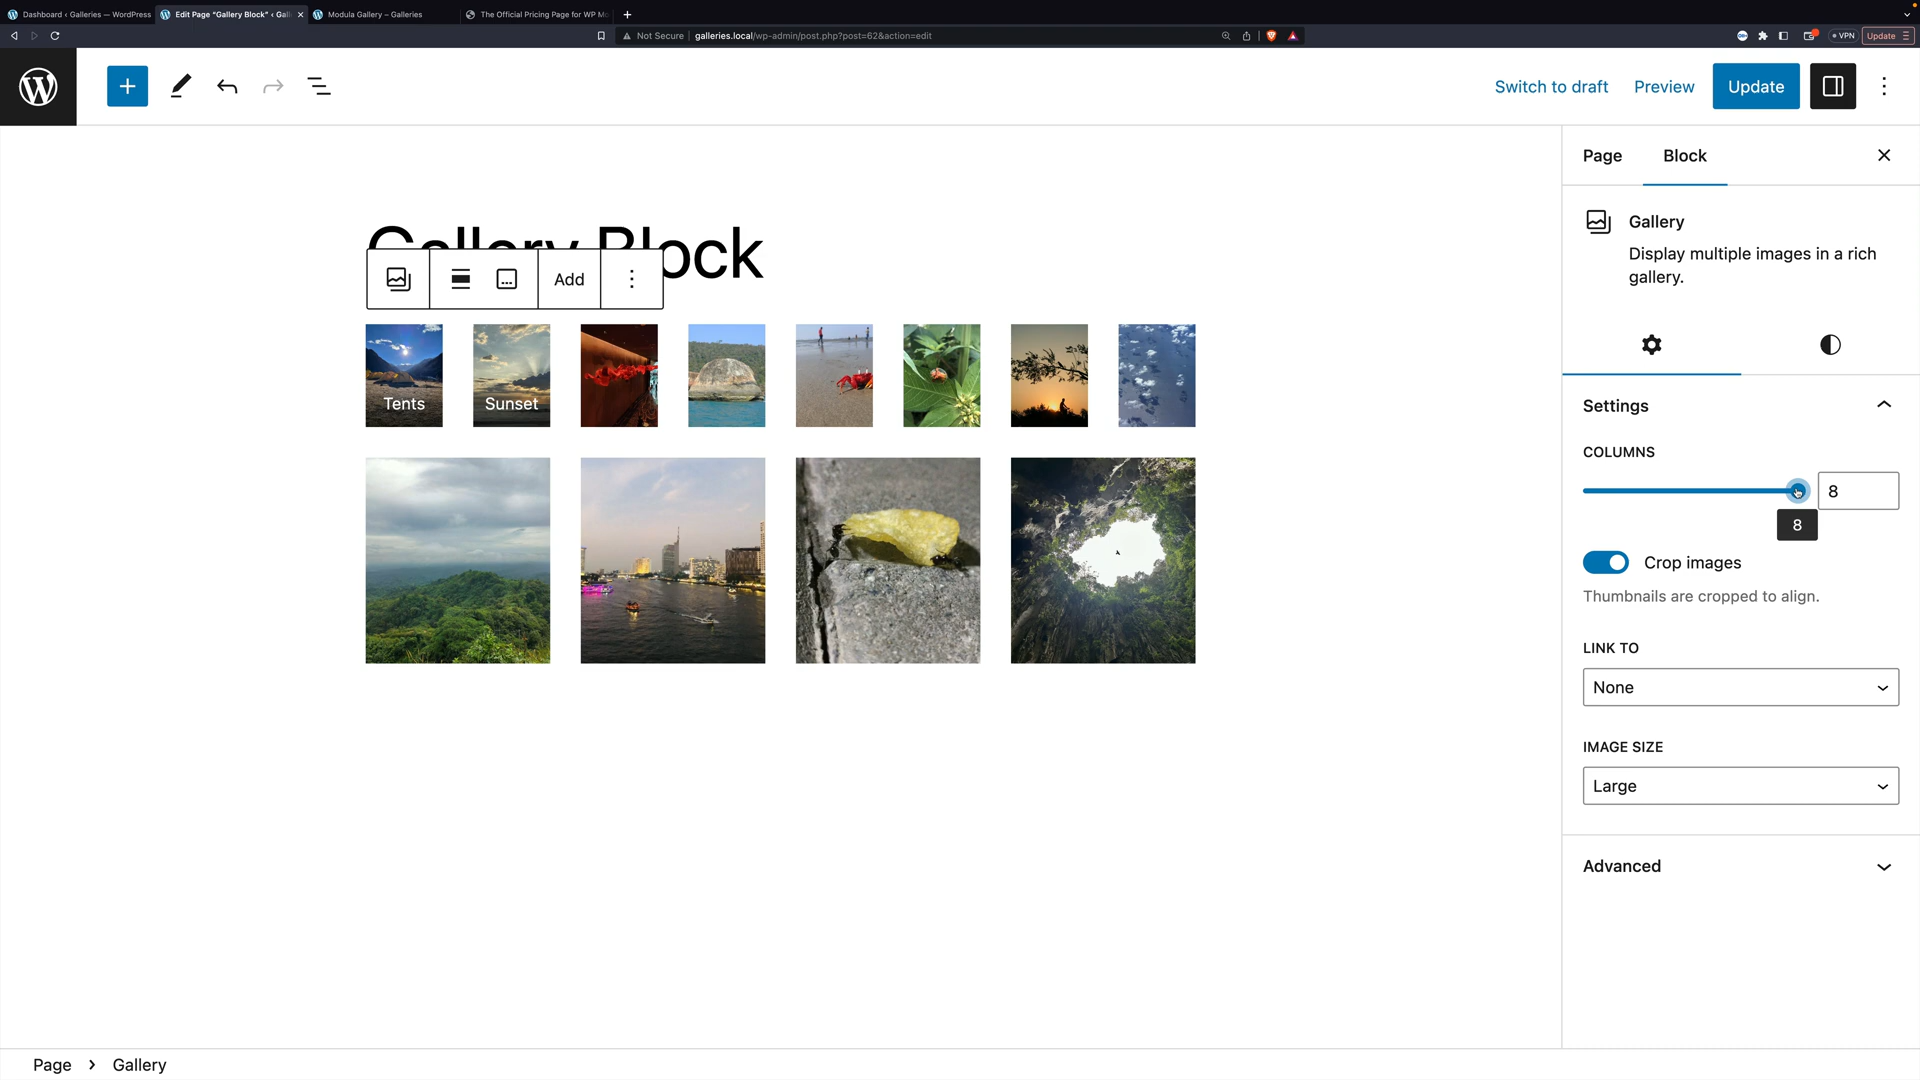 Dashboard ‹ Galleries — WordPress
Edit Page "Gallery Block" ‹ Gall
Modula Gallery – Galleries
The Official Pricing Page for WP Mo
Not Secure
galleries.local/wp-admin/post.php?post=62&action=edit
VPN
Update
Switch to draft
Preview
Update
Page
Block
Gallery
Display multiple images in a rich
gallery.
Gallery Block
Add
Tents
Sunset
Settings
COLUMNS
8
8
Crop images
Thumbnails are cropped to align.
LINK TO
None
IMAGE SIZE
Large
Advanced
Page
Gallery